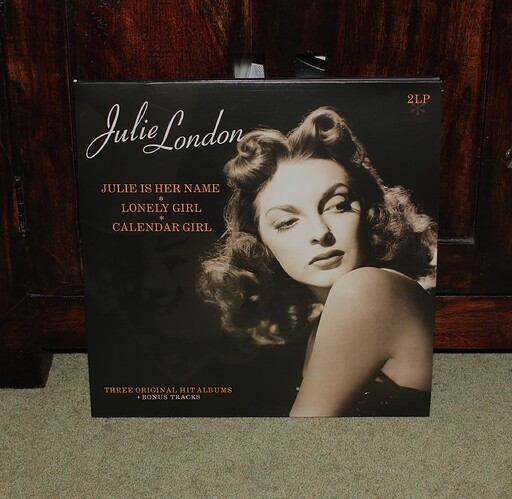 Julie London
2LP
*
JULIE IS HER NAME
*
LONELY GIRL
*
CALENDAR GIRL
THREE ORIGINAL HIT ALBUMS
+ BONUS TRACKS